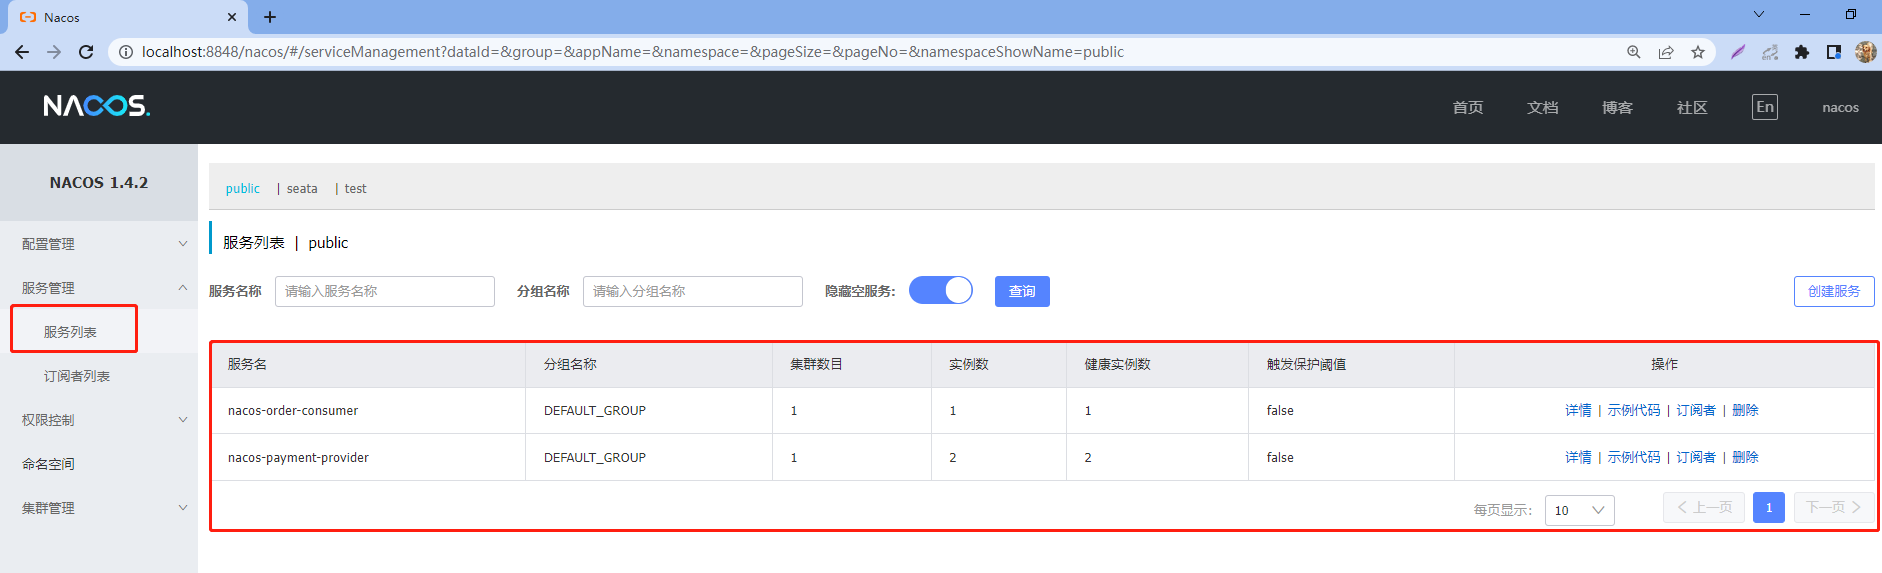 Nacos
localhost:8848/nacos/#/serviceManagement?dataId=&group=&appName=&namespace=&pageSize=&pageNo=&namespaceShowName=public
NACOS.
首页 文档 博客 社区 En nacos
NACOS 1.4.2
public | seata | test
服务列表 | public
配置管理
服务管理
服务列表
订阅者列表
权限控制
命名空间
集群管理
服务名称 请输入服务名称 分组名称 请输入分组名称 隐藏空服务: 查询 创建服务
服务名 分组名称 集群数目 实例数 健康实例数 触发保护阈值 操作
nacos-order-consumer DEFAULT_GROUP 1 1 1 false 详情 | 示例代码 | 订阅者 | 删除
nacos-payment-provider DEFAULT_GROUP 1 2 2 false 详情 | 示例代码 | 订阅者 | 删除
每页显示: 10 上一页 1 下一页